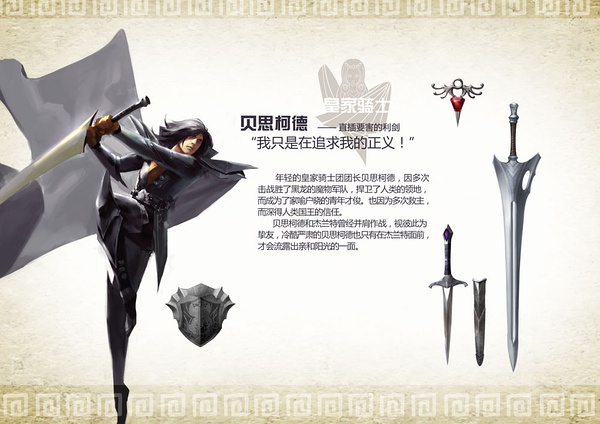 皇家骑士
贝思柯德 —— 直插要害的利剑
“我只是在追求我的正义！”
年轻的皇家骑士团团长贝思柯德，因多次
击战胜了黑龙的魔物军队，捍卫了人类的领地，
而成为了家喻户晓的青年才俊。也因为多次救主，
而深得人类国王的信任。
贝思柯德和杰兰特曾经并肩作战，视彼此为
挚友，冷酷严肃的贝思柯德也只有在杰兰特面前，
才会流露出亲和阳光的一面。